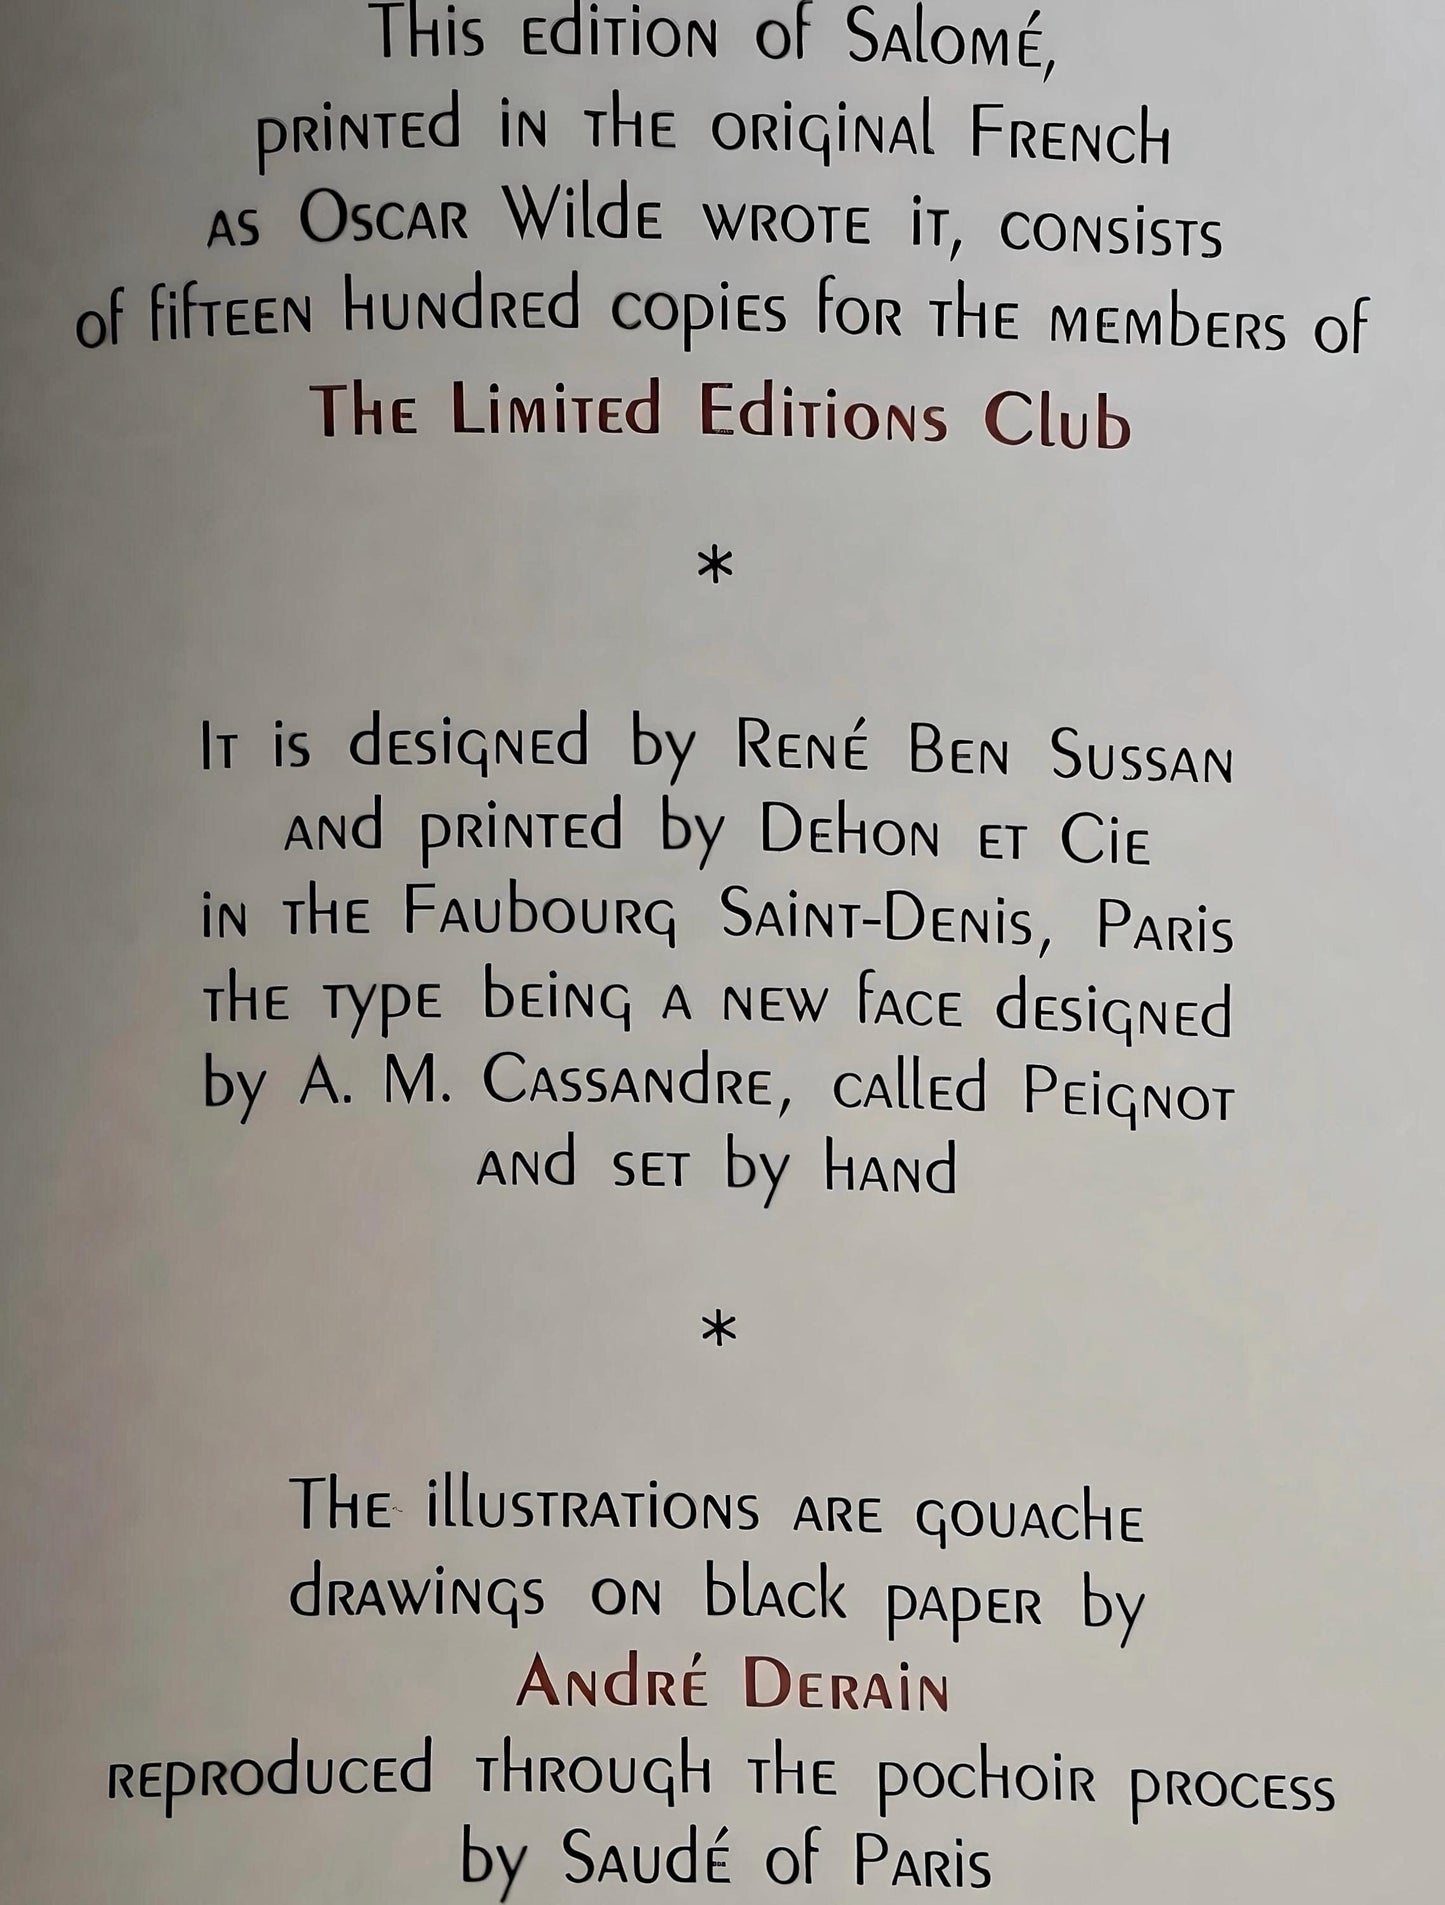 This edition of Salomé,
printed in the original French
as Oscar Wilde wrote it, consists
of fifteen hundred copies for the members of
The Limited Editions Club
*
It is designed by René Ben Sussan
and printed by Dehon et Cie
in the Faubourg Saint-Denis, Paris
the type being a new face designed
by A. M. Cassandre, called Peignot
and set by hand
*
The illustrations are gouache
drawings on black paper by
André Derain
reproduced through the pochoir process
by Saudé of Paris